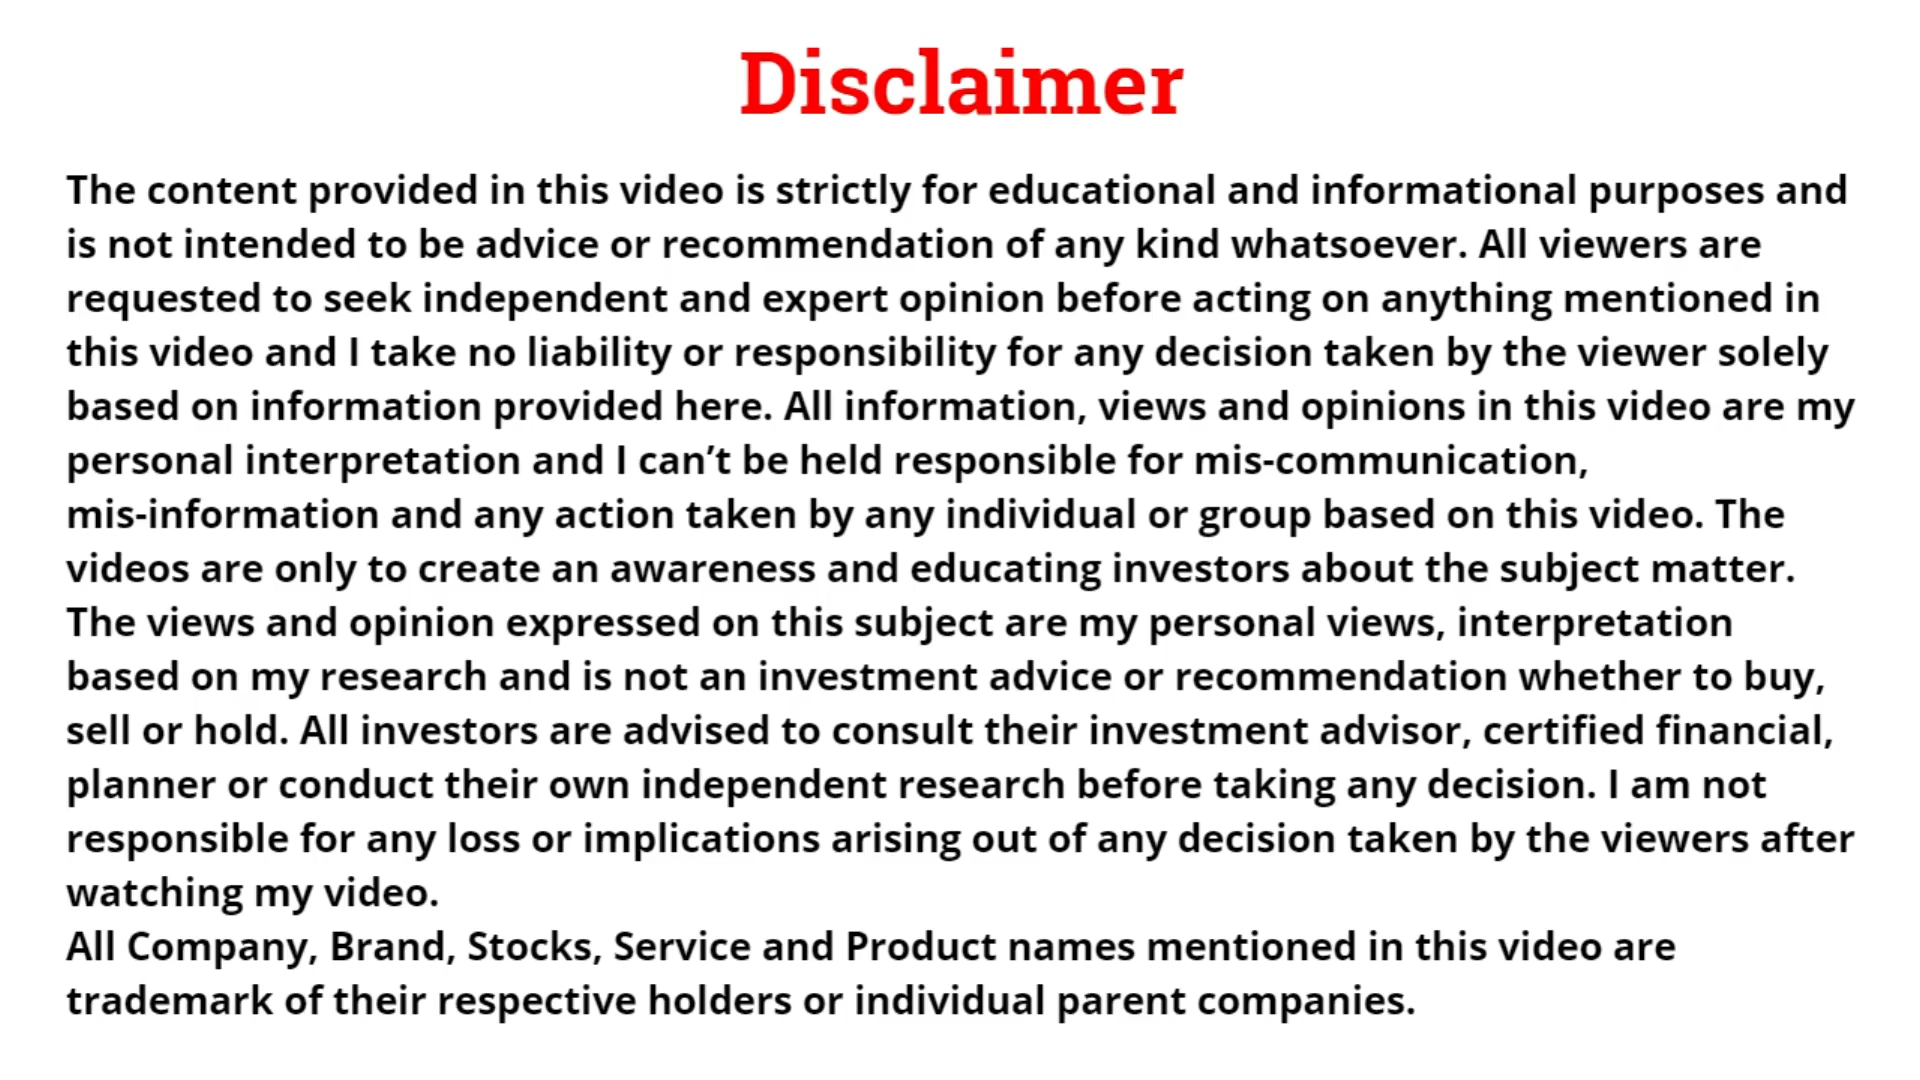 Disclaimer
The content provided in this video is strictly for educational and informational purposes and
is not intended to be advice or recommendation of any kind whatsoever. All viewers are
requested to seek independent and expert opinion before acting on anything mentioned in
this video and I take no liability or responsibility for any decision taken by the viewer solely
based on information provided here. All information, views and opinions in this video are my
personal interpretation and I can’t be held responsible for mis-communication,
mis-information and any action taken by any individual or group based on this video. The
videos are only to create an awareness and educating investors about the subject matter.
The views and opinion expressed on this subject are my personal views, interpretation
based on my research and is not an investment advice or recommendation whether to buy,
sell or hold. All investors are advised to consult their investment advisor, certified financial,
planner or conduct their own independent research before taking any decision. I am not
responsible for any loss or implications arising out of any decision taken by the viewers after
watching my video.
All Company, Brand, Stocks, Service and Product names mentioned in this video are
trademark of their respective holders or individual parent companies.